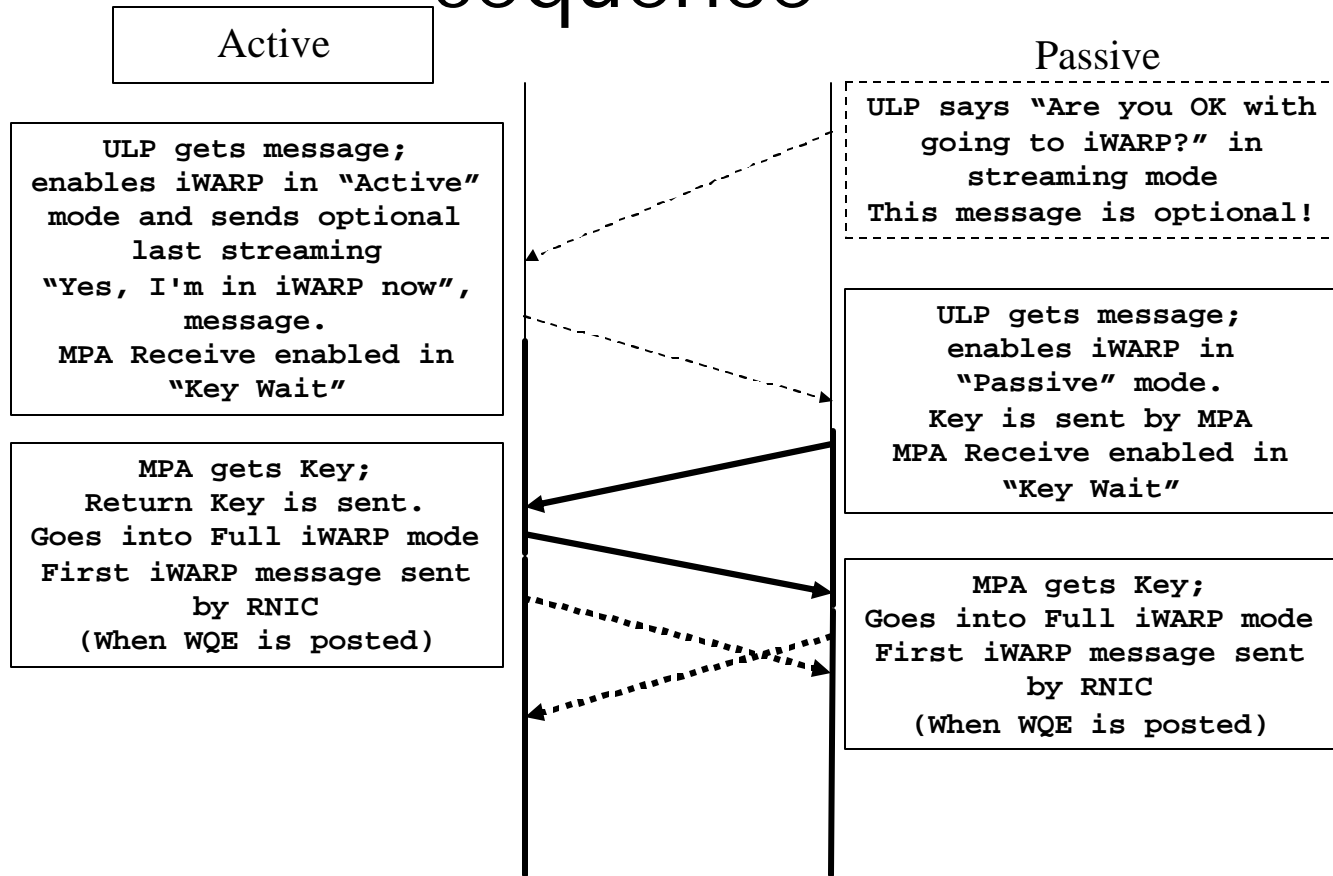 sequence
Active
Passive
ULP says “Are you OK with
going to iWARP?” in
streaming mode
This message is optional!
ULP gets message;
enables iWARP in “Active”
mode and sends optional
last streaming
“Yes, I'm in iWARP now”,
message.
MPA Receive enabled in
“Key Wait”
ULP gets message;
enables iWARP in
“Passive” mode.
Key is sent by MPA
MPA Receive enabled in
“Key Wait”
MPA gets Key;
Return Key is sent.
Goes into Full iWARP mode
First iWARP message sent
by RNIC
(When WQE is posted)
MPA gets Key;
Goes into Full iWARP mode
First iWARP message sent
by RNIC
(When WQE is posted)